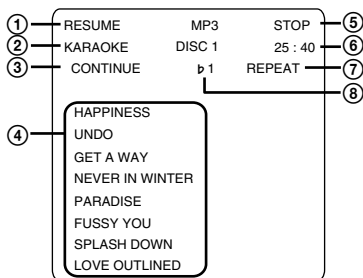 ① RESUME MP3 STOP ⑤
② KARAOKE DISC 1 25 : 40 ⑥
③ CONTINUE ♭1 REPEAT ⑦
⑧
④
HAPPINESS
UNDO
GET A WAY
NEVER IN WINTER
PARADISE
FUSSY YOU
SPLASH DOWN
LOVE OUTLINED